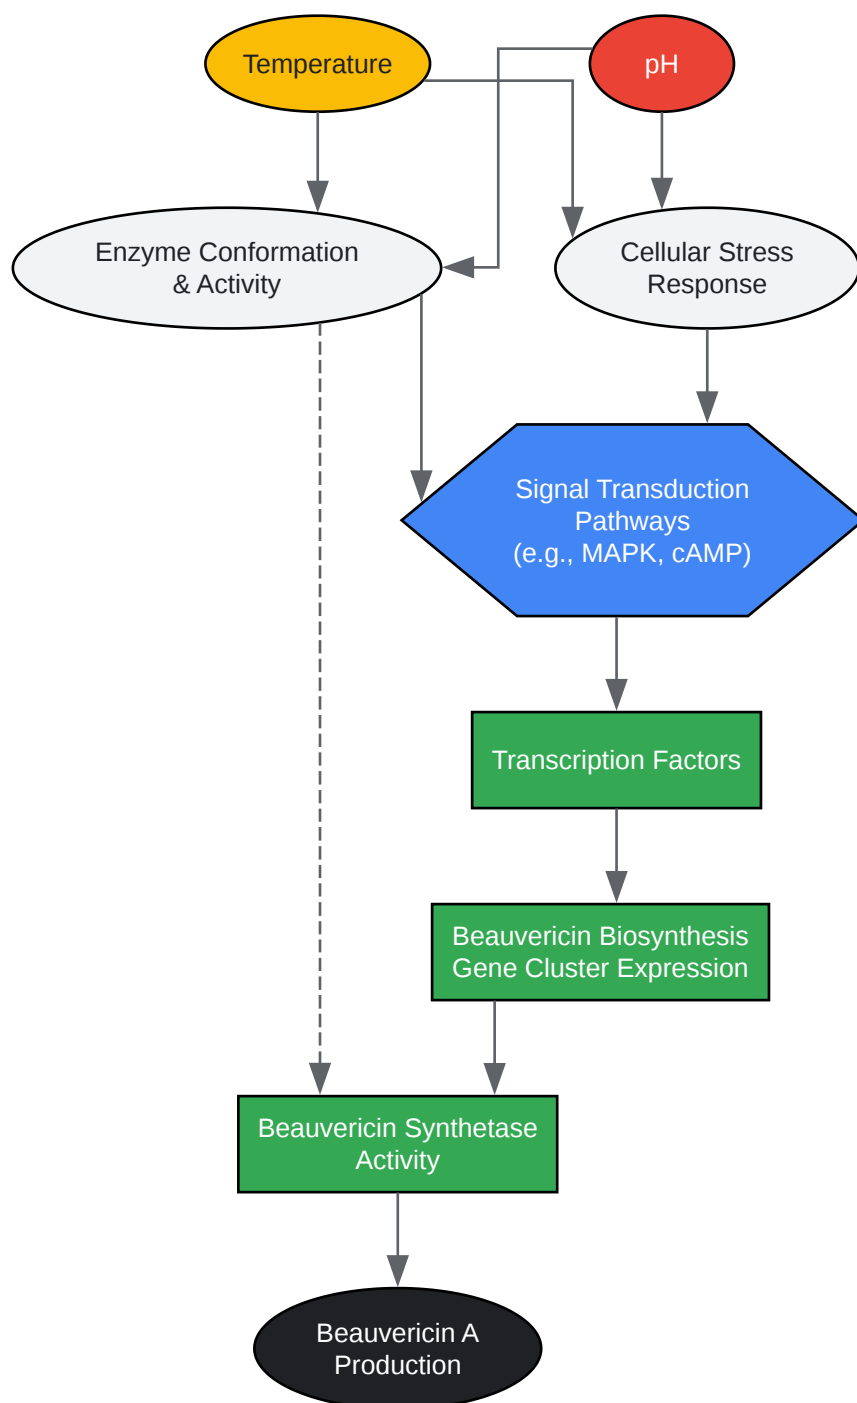 Temperature
pH
Enzyme Conformation
& Activity
Cellular Stress
Response
Signal Transduction
Pathways
(e.g., MAPK, cAMP)
Transcription Factors
Beauvericin Biosynthesis
Gene Cluster Expression
Beauvericin Synthetase
Activity
Beauvericin A
Production